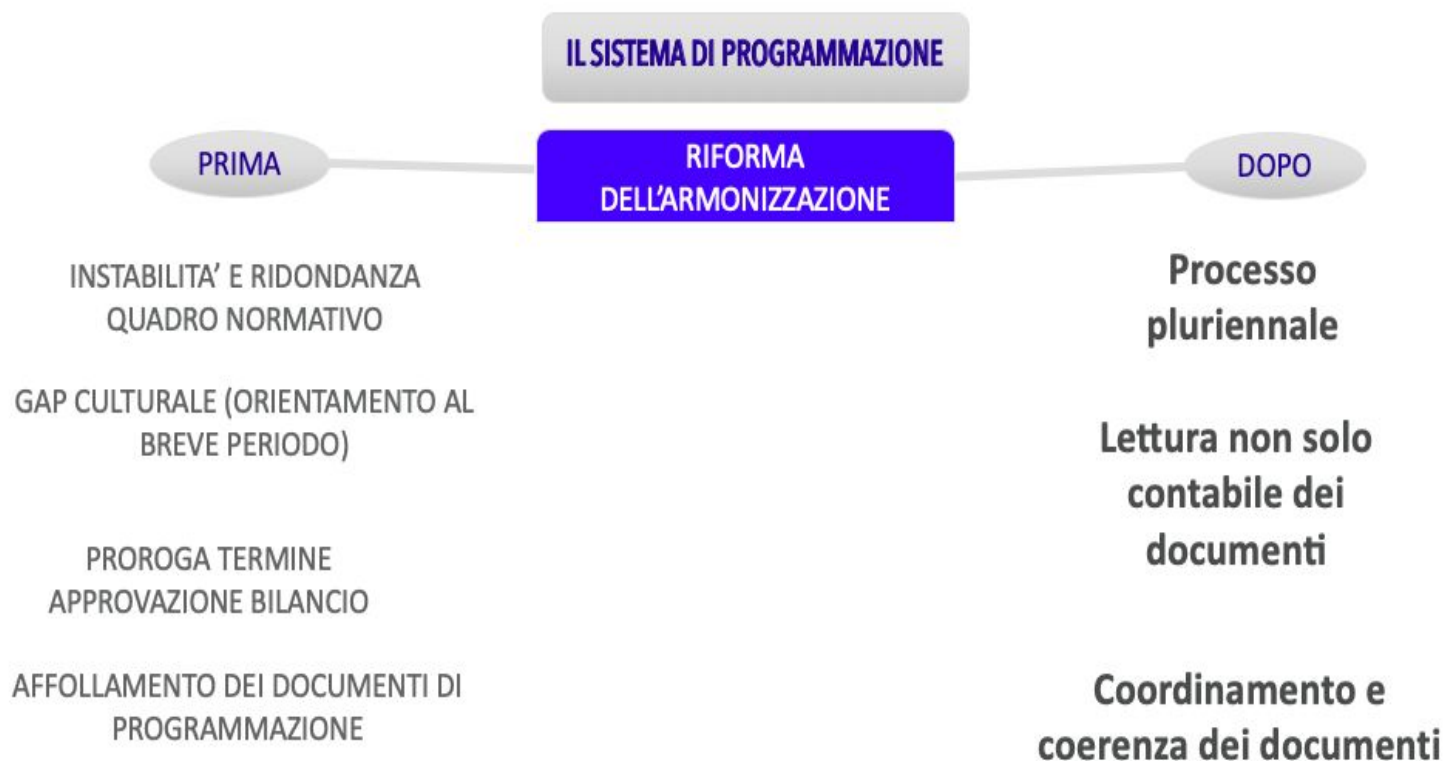 IL SISTEMA DI PROGRAMMAZIONE
PRIMA
RIFORMA
DELL'ARMONIZZAZIONE
DOPO
INSTABILITA' E RIDONDANZA
QUADRO NORMATIVO
GAP CULTURALE (ORIENTAMENTO AL
BREVE PERIODO)
PROROGA TERMINE
APPROVAZIONE BILANCIO
AFFOLLAMENTO DEI DOCUMENTI DI
PROGRAMMAZIONE
Processo
pluriennale
Lettura non solo
contabile dei
documenti
Coordinamento e
coerenza dei documenti